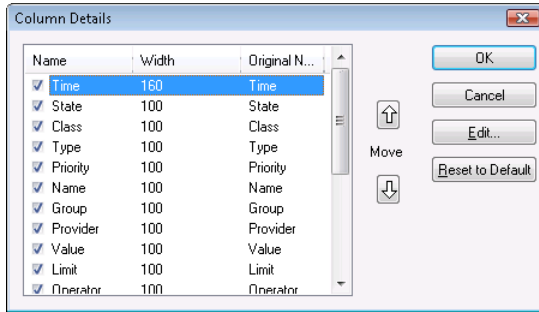 Column Details
Name Width Original N...
Time 160 Time
State 100 State
Class 100 Class
Type 100 Type
Priority 100 Priority
Name 100 Name
Group 100 Group
Provider 100 Provider
Value 100 Value
Limit 100 Limit
Operator 100 Operator
Move
OK
Cancel
Edit...
Reset to Default